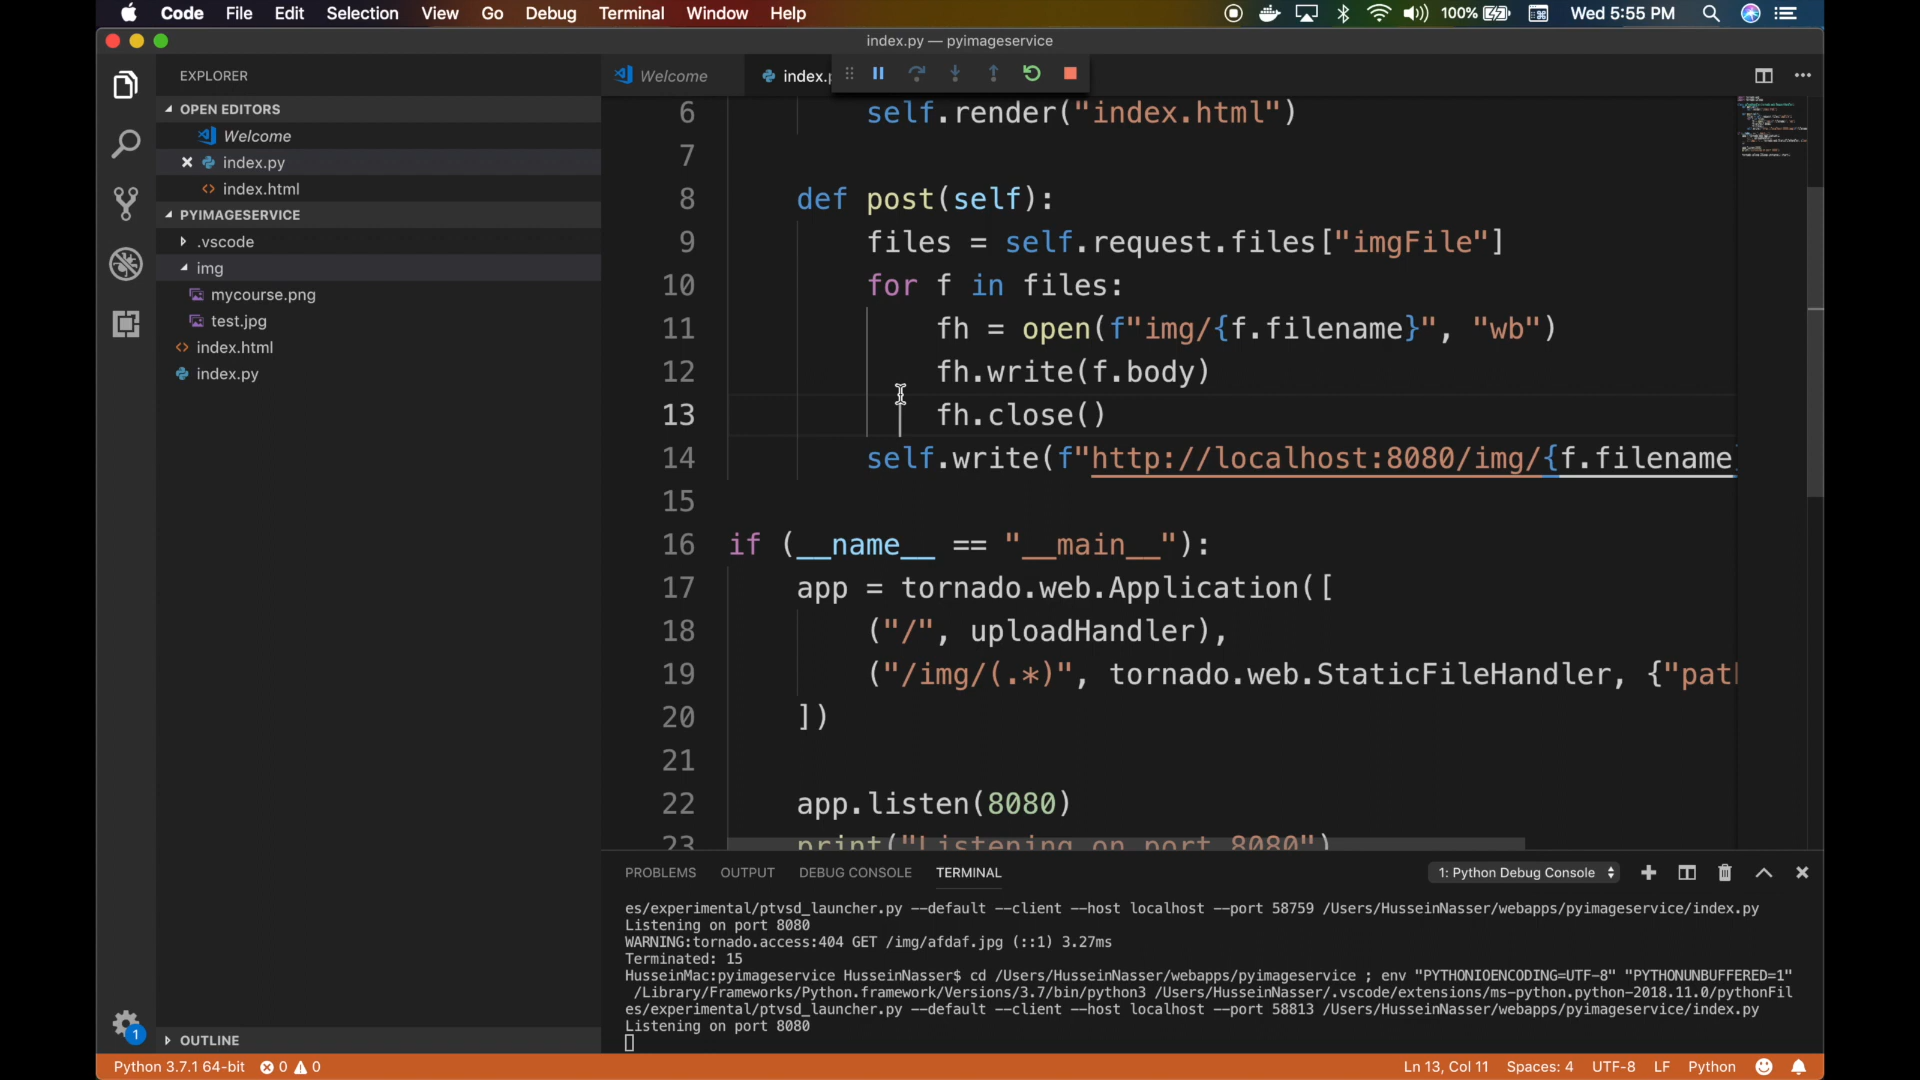 Code File Edit Selection View Go Debug Terminal Window Help 100% Wed 5:55 PM
index.py — pyimageservice
EXPLORER
OPEN EDITORS
Welcome
index.py
index.html
PYIMAGESERVICE
.vscode
img
mycourse.png
test.jpg
index.html
index.py
OUTLINE
Welcome index.p
6 self.render("index.html")
7
8 def post(self):
9 files = self.request.files["imgFile"]
10 for f in files:
11 fh = open(f"img/{f.filename}", "wb")
12 fh.write(f.body)
13 fh.close()
14 self.write(f"http://localhost:8080/img/{f.filename}
15
16 if (__name__ == "__main__"):
17 app = tornado.web.Application([
18 ("/", uploadHandler),
19 ("/img/(.*)", tornado.web.StaticFileHandler, {"path
20 ])
21
22 app.listen(8080)
23 print("Listening on port 8080")
PROBLEMS OUTPUT DEBUG CONSOLE TERMINAL 1: Python Debug Console
es/experimental/ptvsd_launcher.py --default --client --host localhost --port 58759 /Users/HusseinNasser/webapps/pyimageservice/index.py
Listening on port 8080
WARNING:tornado.access:404 GET /img/afdaf.jpg (::1) 3.27ms
Terminated: 15
HusseinMac:pyimageservice HusseinNasser$ cd /Users/HusseinNasser/webapps/pyimageservice ; env "PYTHONIOENCODING=UTF-8" "PYTHONUNBUFFERED=1"
/Library/Frameworks/Python.framework/Versions/3.7/bin/python3 /Users/HusseinNasser/.vscode/extensions/ms-python.python-2018.11.0/pythonFil
es/experimental/ptvsd_launcher.py --default --client --host localhost --port 58813 /Users/HusseinNasser/webapps/pyimageservice/index.py
Listening on port 8080
1
Python 3.7.1 64-bit 0 0 Ln 13, Col 11 Spaces: 4 UTF-8 LF Python